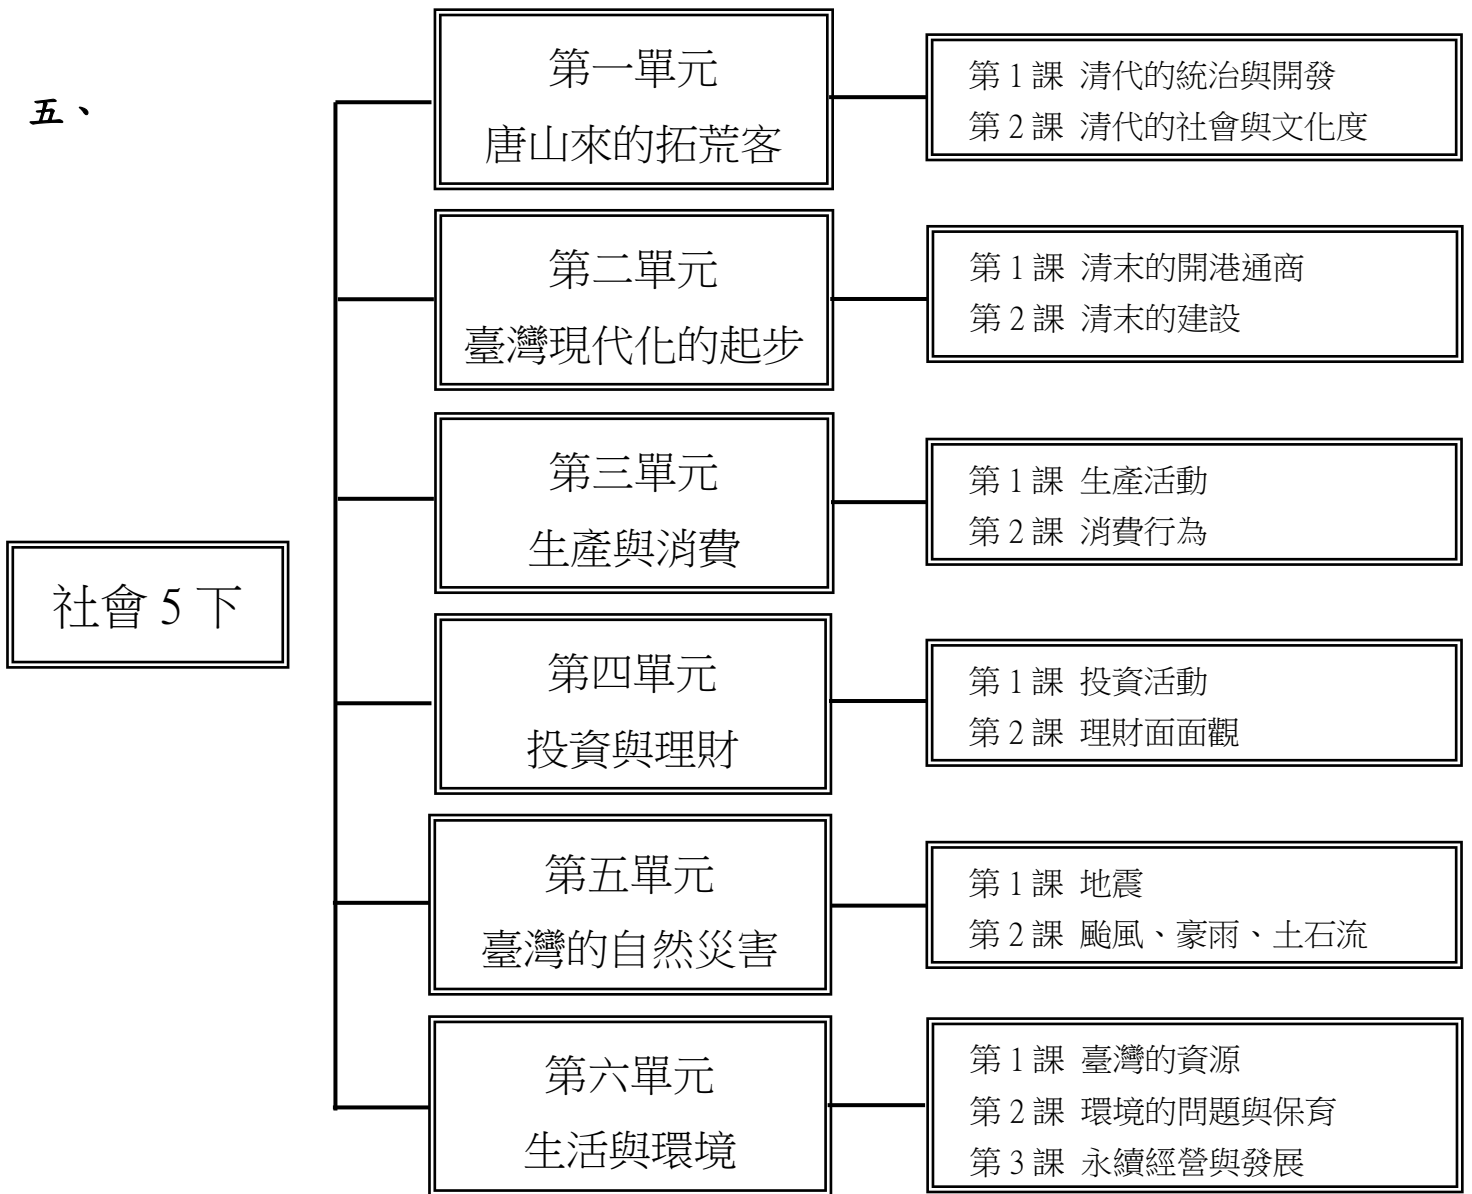 五、
社會 5 下
第一單元
唐山來的拓荒客
第 1 課 清代的統治與開發
第 2 課 清代的社會與文化度
第二單元
臺灣現代化的起步
第 1 課 清末的開港通商
第 2 課 清末的建設
第三單元
生產與消費
第 1 課 生產活動
第 2 課 消費行為
第四單元
投資與理財
第 1 課 投資活動
第 2 課 理財面面觀
第五單元
臺灣的自然災害
第 1 課 地震
第 2 課 颱風、豪雨、土石流
第六單元
生活與環境
第 1 課 臺灣的資源
第 2 課 環境的問題與保育
第 3 課 永續經營與發展